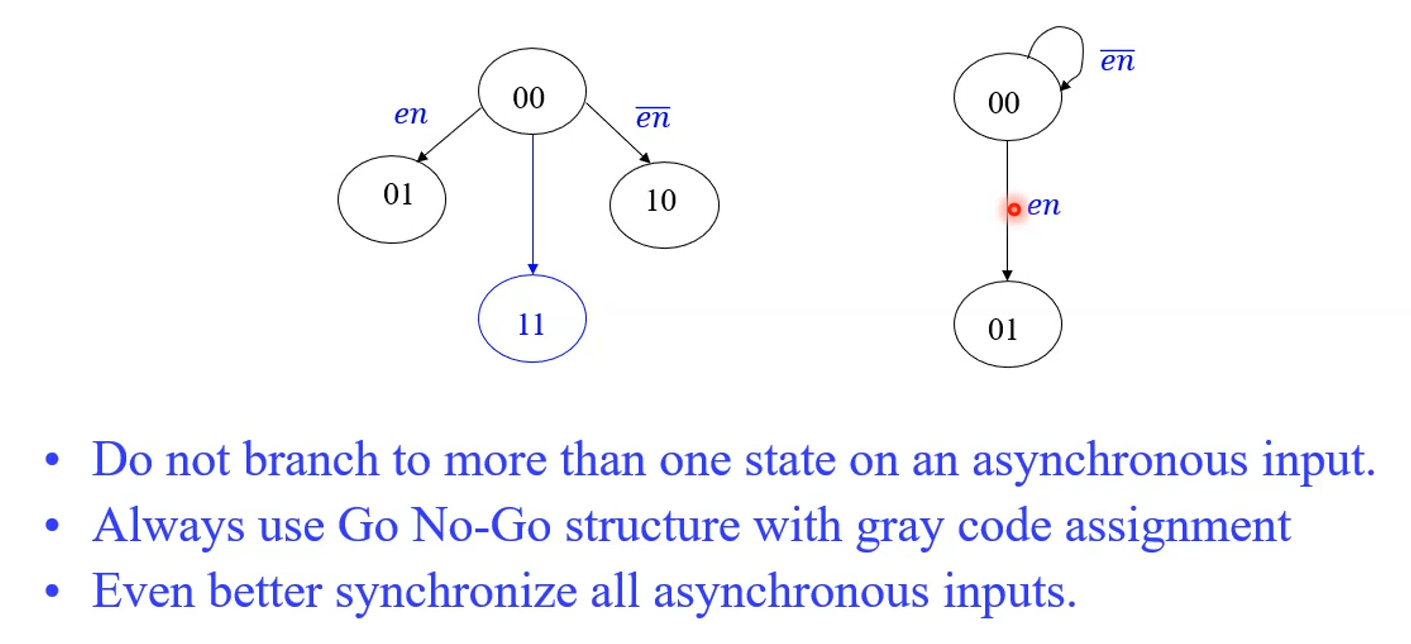 00
en
en̅
01
10
11
00
en̅
en
01
• Do not branch to more than one state on an asynchronous input.
• Always use Go No-Go structure with gray code assignment
• Even better synchronize all asynchronous inputs.